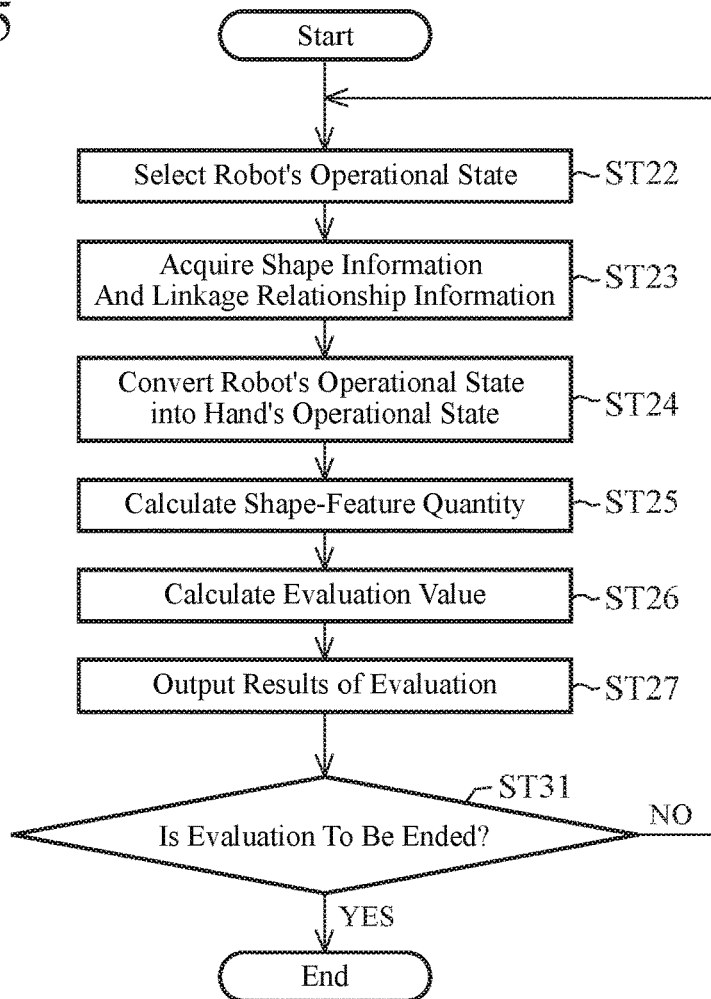 5
Start
Select Robot's Operational State
ST22
Acquire Shape Information
And Linkage Relationship Information
ST23
Convert Robot's Operational State
into Hand's Operational State
ST24
Calculate Shape-Feature Quantity
ST25
Calculate Evaluation Value
ST26
Output Results of Evaluation
ST27
ST31
Is Evaluation To Be Ended?
NO
YES
End